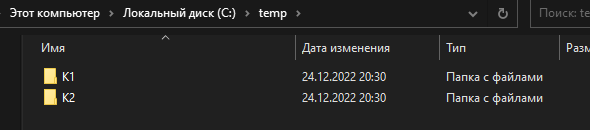 Этот компьютер > Локальный диск (C:) > temp >
Поиск: te
Имя Дата изменения Тип Разм
K1 24.12.2022 20:30 Папка с файлами
K2 24.12.2022 20:30 Папка с файлами